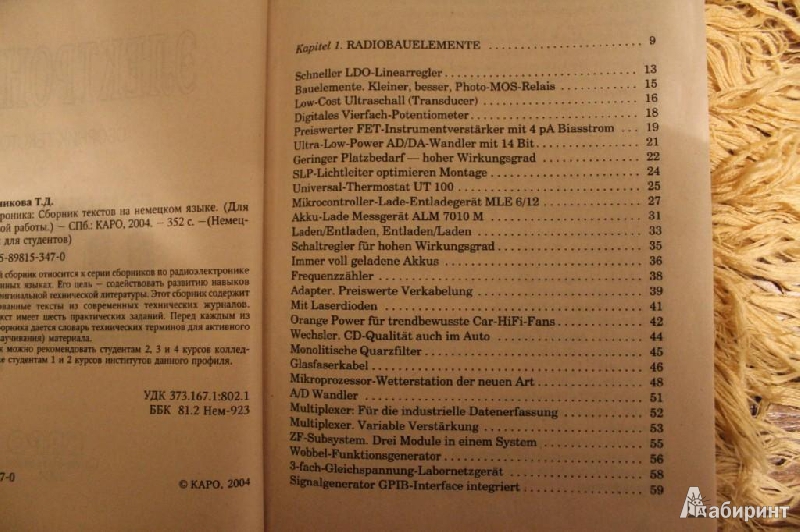 никова Т.Д.
роника: Сборник текстов на немецком языке. (Для
ой работы.) — СПб.: КАРО, 2004. — 352 с. —(Немец-
для студентов)
5-89815-347-0
й сборник относится к серии сборников по радиоэлектронике
нных языках. Его цель — содействовать развитию навыков
технической литературы. Этот сборник содержит
ованные тексты из современных технических журналов.
кст имеет шесть практических заданий. Перед каждым из
борника дается словарь технических терминов для активного
аучивания) материала.
к можно рекомендовать студентам 2, 3 и 4 курсов коллед-
е студентам 1 и 2 курсов институтов данного профиля.
УДК 373.167.1:802.1
ББК 81.2 Нем-923
7-0
© КАРО, 2004
Kapitel 1. RADIOBAUELEMENTE 9
Schneller LDO-Linearregler 13
Bauelemente. Kleiner, besser, Photo-MOS-Relais 15
Low-Cost Ultraschall (Transducer) 16
Digitales Vierfach-Potentiometer 18
Preiswerter FET-Instrumentverstärker mit 4 pA Biasstrom 19
Ultra-Low-Power AD/DA-Wandler mit 14 Bit 21
Geringer Platzbedarf — hoher Wirkungsgrad 22
SLP-Lichtleiter optimieren Montage 24
Universal-Thermostat UT 100 25
Mikrocontroller-Lade-Entladegerät MLE 6/12 27
Akku-Lade Messgerät ALM 7010 M 31
Laden/Entladen, Entladen/Laden 33
Schaltregler für hohen Wirkungsgrad 35
Immer voll geladene Akkus 36
Frequenzzähler 38
Adapter. Preiswerte Verkabelung 39
Mit Laserdioden 41
Orange Power für trendbewusste Car-HiFi-Fans 42
Wechsler. CD-Qualität auch im Auto 44
Monolitische Quarzfilter 45
Glasfaserkabel 46
Mikroprozessor-Wetterstation der neuen Art 48
A/D Wandler 51
Multiplexer: Für die industrielle Datenerfassung 52
Multiplexer. Variable Verstärkung 53
ZF-Subsystem. Drei Module in einem System 55
Wobbel-Funktionsgenerator 56
3-fach-Gleichspannung-Labornetzgerät 58
Signalgenerator GPIB-Interface integriert 59
Лабиринт